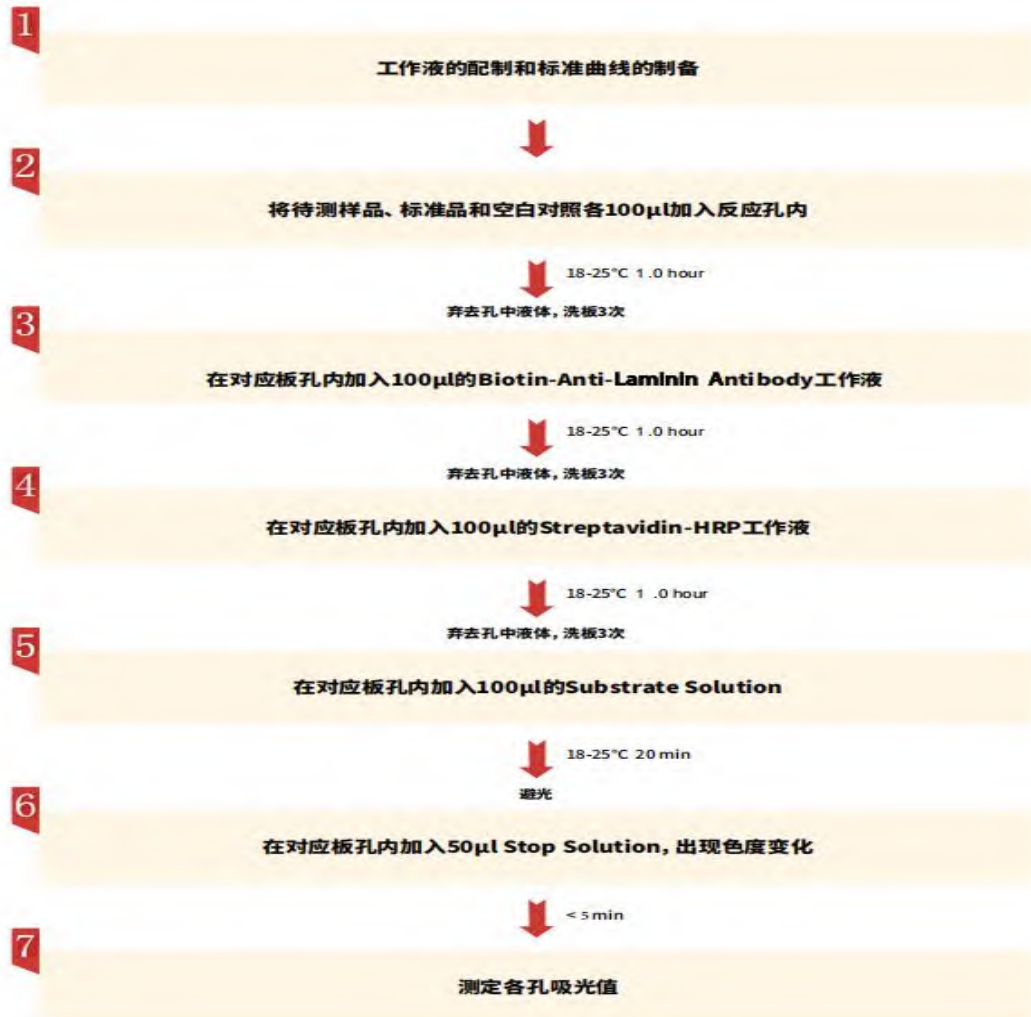 1
工作液的配制和标准曲线的制备
2
将待测样品、标准品和空白对照各100μl加入反应孔内
18-25°C 1.0 hour
弃去孔中液体，洗板3次
3
在对应板孔内加入100μl的Biotin-Anti-Laminin Antibody工作液
18-25°C 1.0 hour
弃去孔中液体，洗板3次
4
在对应板孔内加入100μl的Streptavidin-HRP工作液
18-25°C 1 .0 hour
弃去孔中液体，洗板3次
5
在对应板孔内加入100μl的Substrate Solution
18-25°C 20 min
避光
6
在对应板孔内加入50μl Stop Solution，出现色度变化
< 5 min
7
测定各孔吸光值